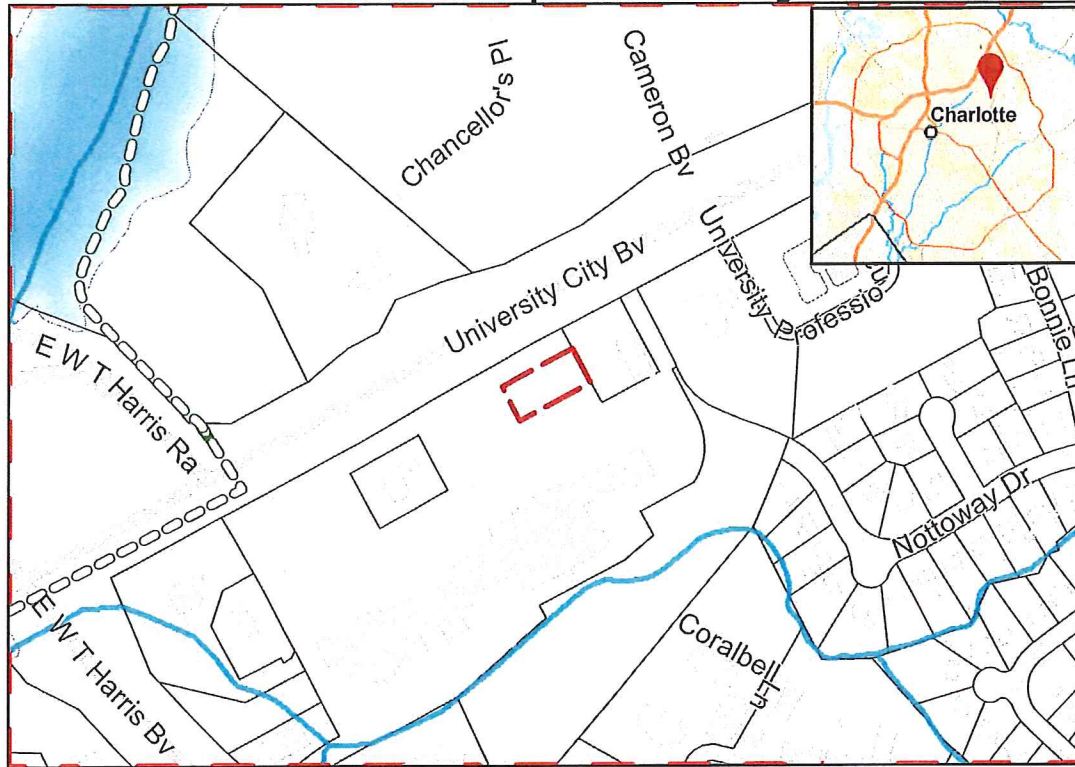 Chancellor's Pl
Cameron Bv
Charlotte
University City Bv
University Professio
Bonnie Ln
E W T Harris Ra
Nottoway Dr
Coralbell
E W T Harris Bv